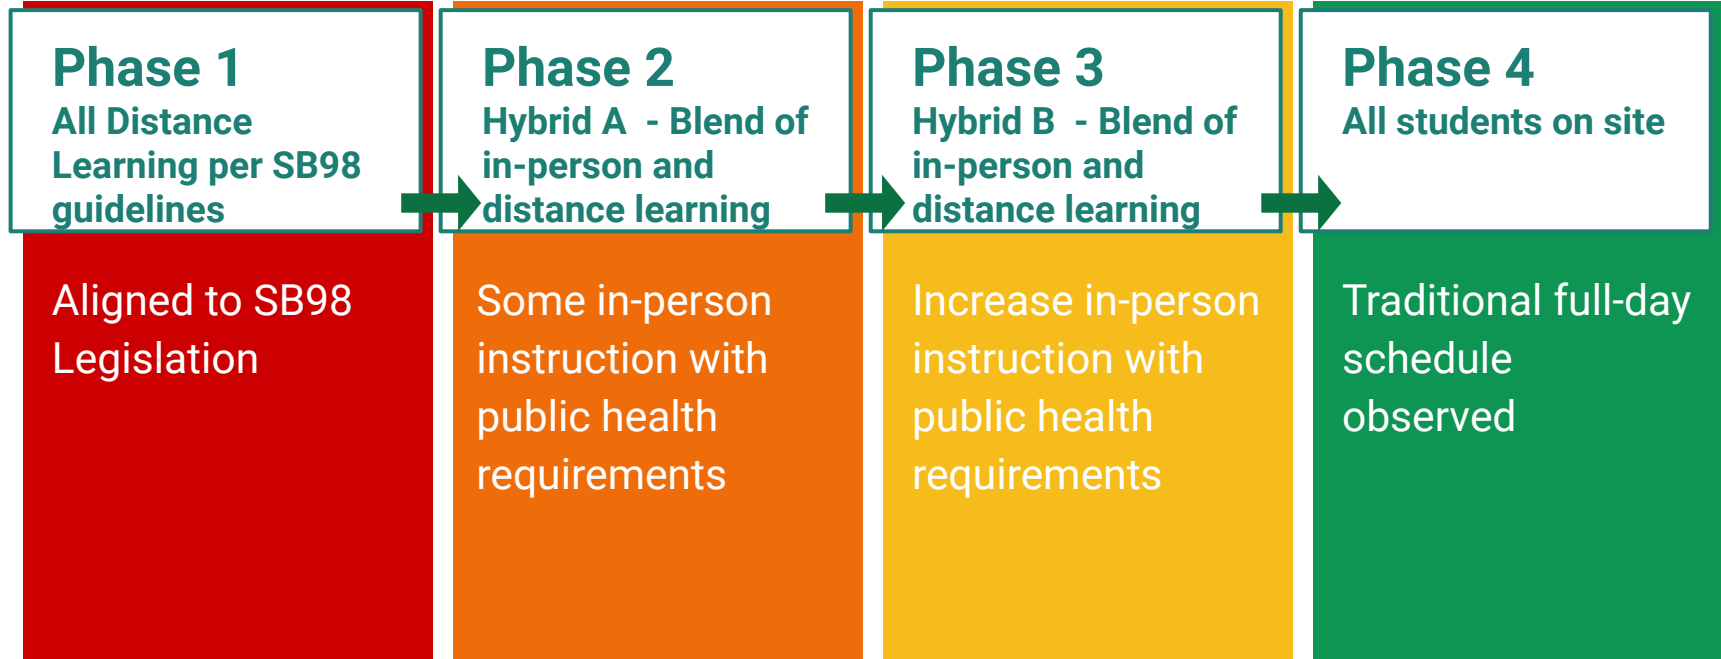 Phase 1
All Distance
Learning per SB98
guidelines
Aligned to SB98
Legislation
Phase 2
Hybrid A - Blend of
in-person and
distance learning
Some in-person
instruction with
public health
requirements
Phase 3
Hybrid B - Blend of
in-person and
distance learning
Increase in-person
instruction with
public health
requirements
Phase 4
All students on site
Traditional full-day
schedule
observed